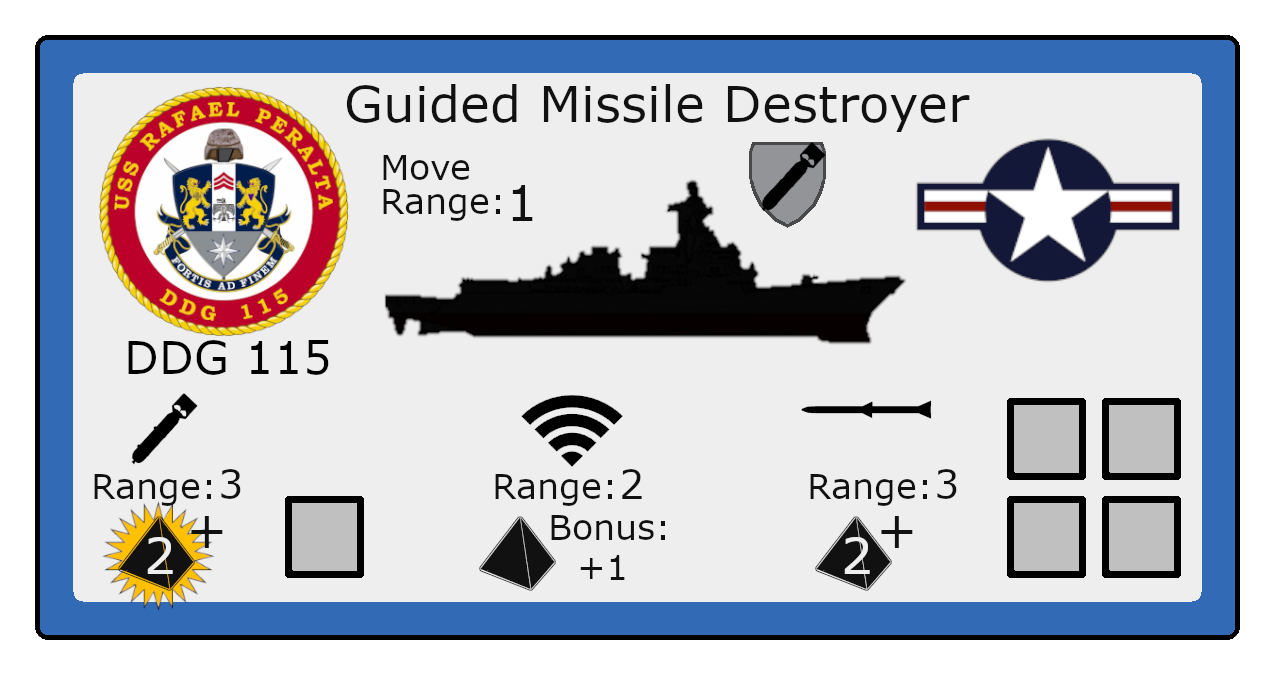 Guided Missile Destroyer
USS RAFAEL PERALTA
FORTIS AD FINEM
DDG 115
DDG 115
Move
Range: 1
Range: 3
2 +
Range: 2
Bonus:
+1
Range: 3
2 +